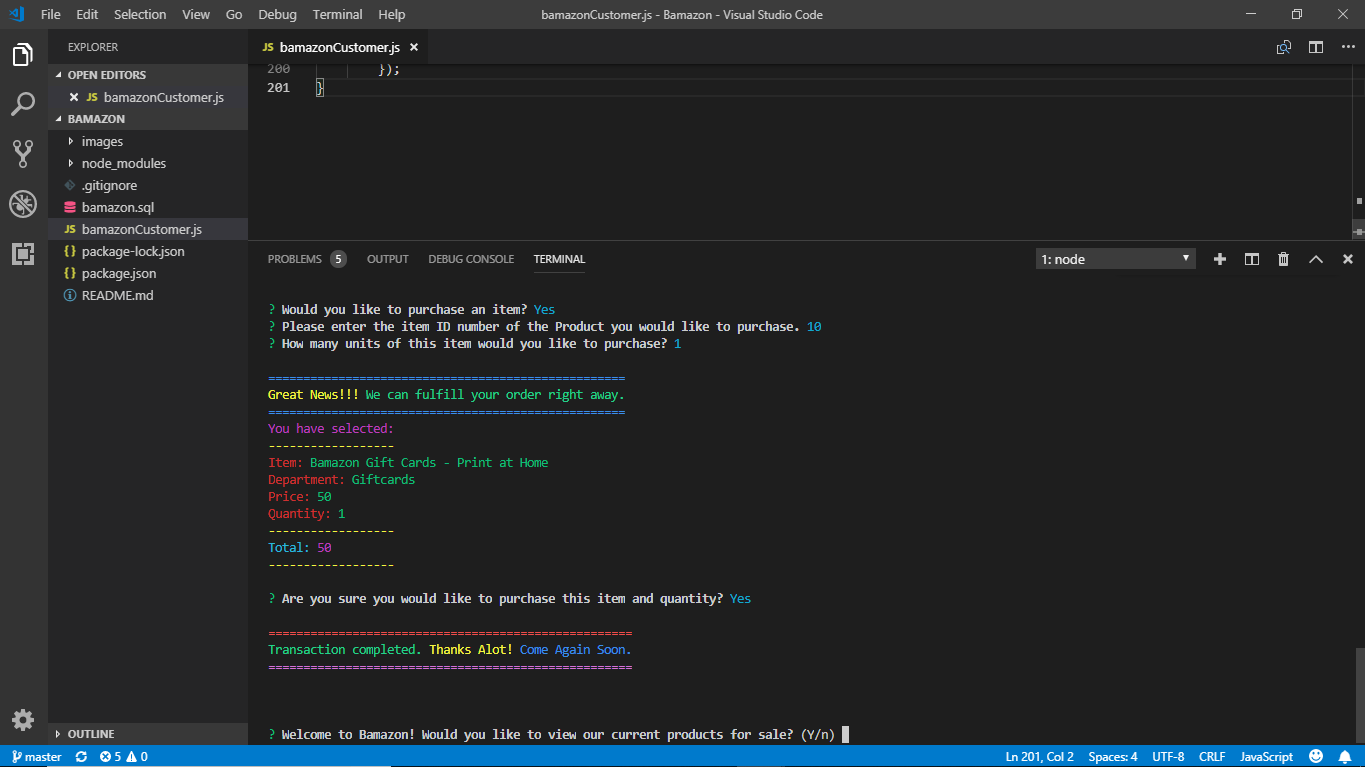 File Edit Selection View Go Debug Terminal Help bamazonCustomer.js - Bamazon - Visual Studio Code
EXPLORER
OPEN EDITORS
JS bamazonCustomer.js
BAMAZON
images
node_modules
.gitignore
bamazon.sql
JS bamazonCustomer.js
{} package-lock.json
{} package.json
README.md
OUTLINE
JS bamazonCustomer.js
200 });
201 }
PROBLEMS 5 OUTPUT DEBUG CONSOLE TERMINAL 1: node
? Would you like to purchase an item? Yes
? Please enter the item ID number of the Product you would like to purchase. 10
? How many units of this item would you like to purchase? 1
===================================================
Great News!!! We can fulfill your order right away.
===================================================
You have selected:
------------------
Item: Bamazon Gift Cards - Print at Home
Department: Giftcards
Price: 50
Quantity: 1
------------------
Total: 50
------------------
? Are you sure you would like to purchase this item and quantity? Yes
====================================================
Transaction completed. Thanks Alot! Come Again Soon.
====================================================
? Welcome to Bamazon! Would you like to view our current products for sale? (Y/n)
master 5 0 Ln 201, Col 2 Spaces: 4 UTF-8 CRLF JavaScript